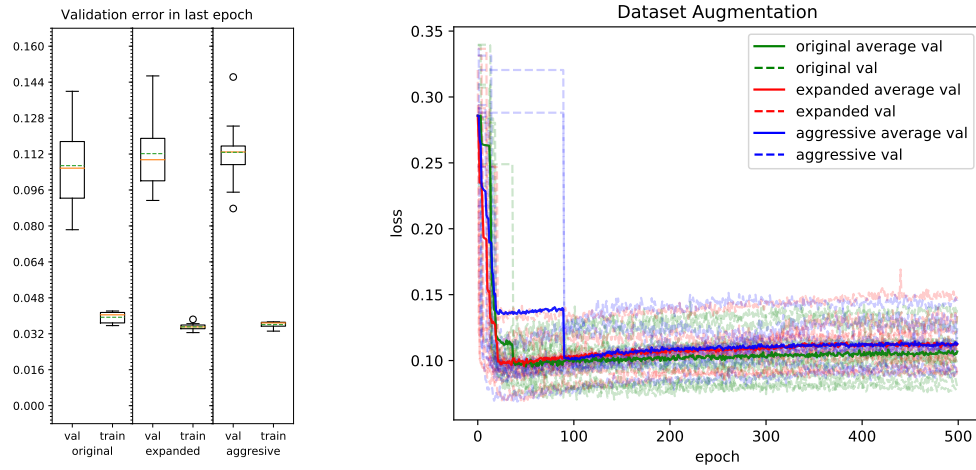 Validation error in last epoch
0.160
0.144
0.128
0.112
0.096
0.080
0.064
0.048
0.032
0.016
0.000
val train val train val train
original expanded aggresive
Dataset Augmentation
0.35
0.30
0.25
0.20
0.15
0.10
loss
original average val
original val
expanded average val
expanded val
aggressive average val
aggressive val
0 100 200 300 400 500
epoch